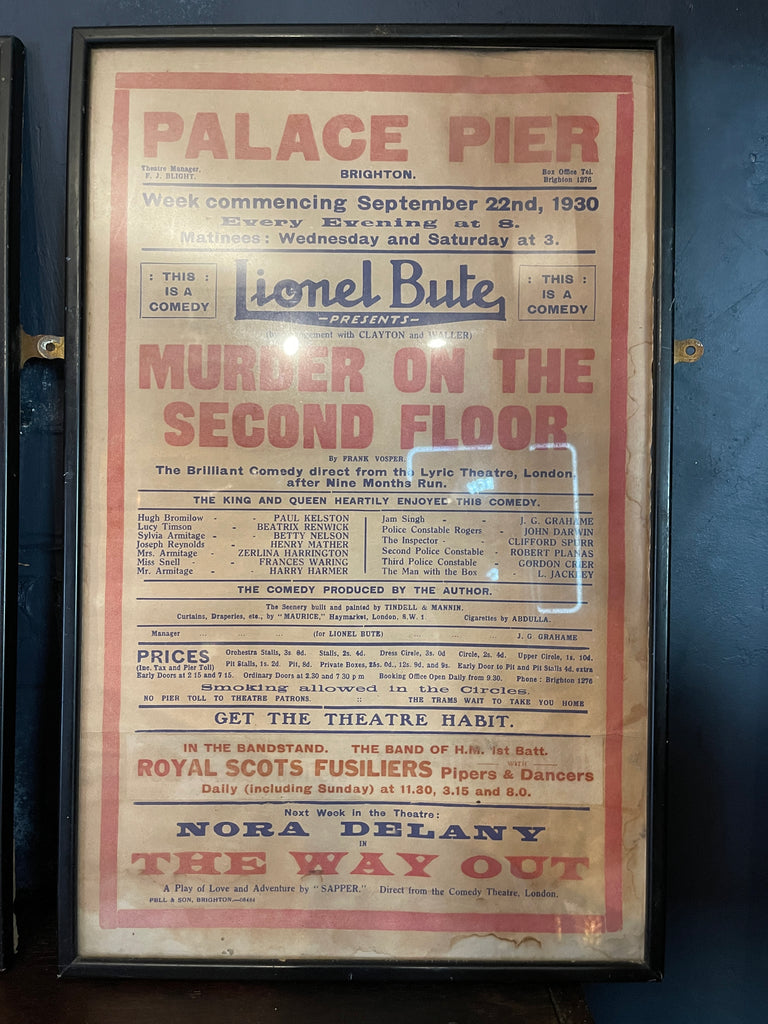 PALACE PIER
Theatre Manager, F. J. BLIGHT.
BRIGHTON.
Box Office Tel. Brighton 1276
Week commencing September 22nd, 1930
Every Evening at 8.
Matinees: Wednesday and Saturday at 3.
: THIS : IS A COMEDY
Lionel Bute
: THIS : IS A COMEDY
—PRESENTS—
(by arrangement with CLAYTON and WALLER)
MURDER ON THE
SECOND FLOOR
By FRANK VOSPER.
The Brilliant Comedy direct from the Lyric Theatre, London,
after Nine Months Run.
THE KING AND QUEEN HEARTILY ENJOYED THIS COMEDY.
Hugh Bromilow - - PAUL KELSTON
Lucy Timson - BEATRIX RENWICK
Sylvia Armitage - BETTY NELSON
Joseph Reynolds - HENRY MATHER
Mrs. Armitage - ZERLINA HARRINGTON
Miss Snell - - FRANCES WARING
Mr. Armitage - HARRY HARMER
Jam Singh - - J. G. GRAHAME
Police Constable Rogers - JOHN DARWIN
The Inspector - CLIFFORD SPURR
Second Police Constable - ROBERT PLANAS
Third Police Constable - GORDON CRIER
The Man with the Box - L. JACKLEY
THE COMEDY PRODUCED BY THE AUTHOR.
The Scenery built and painted by TINDELL & MANNIN.
Curtains, Draperies, etc., by "MAURICE," Haymarket, London, S.W. 1. Cigarettes by ABDULLA.
Manager ... ... ... (for LIONEL BUTE) ... ... ... J. G GRAHAME
PRICES
(Inc. Tax and Pier Toll)
Orchestra Stalls, 3s 6d. Stalls, 2s. 4d. Dress Circle, 3s. 0d Circle, 2s. 4d. Upper Circle, 1s. 10d.
Pit Stalls, 1s. 2d. Pit, 8d. Private Boxes, 25s. 0d., 12s. 9d. and 9s. Early Door to Pit and Pit Stalls 4d. extra
Early Doors at 2 15 and 7 15. Ordinary Doors at 2.30 and 7 30 p m Booking Office Open Daily from 9.30. Phone: Brighton 1276
Smoking allowed in the Circles.
NO PIER TOLL TO THEATRE PATRONS. :: THE TRAMS WAIT TO TAKE YOU HOME
GET THE THEATRE HABIT.
IN THE BANDSTAND. THE BAND OF H.M. 1st Batt.
ROYAL SCOTS FUSILIERS WITH Pipers & Dancers
Daily (including Sunday) at 11.30, 3.15 and 8.0.
Next Week in the Theatre:
NORA DELANY
IN
THE WAY OUT
A Play of Love and Adventure by "SAPPER." Direct from the Comedy Theatre, London.
PELL & SON, BRIGHTON.—